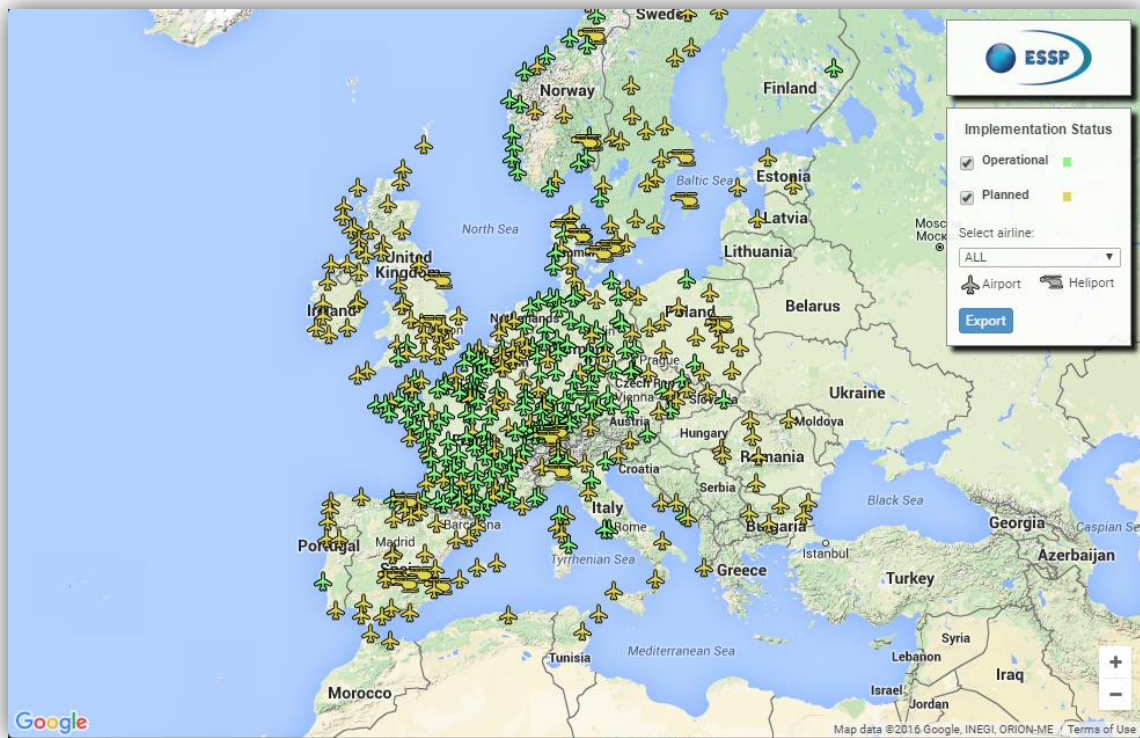 Sweden
ESSP
Norway
Finland
Implementation Status
Operational
Planned
Select airline:
ALL
Airport
Heliport
Export
Estonia
Baltic Sea
Latvia
Lithuania
North Sea
United
Kingdom
Ireland
Belarus
Poland
Prague
Czech Rep
Vienna
Slovakia
Ukraine
Austria
Hungary
Moldova
Romania
Croatia
Serbia
Italy
Black Sea
Bulgaria
Georgia
Caspian Se
Barcelona
Rome
Istanbul
Azerbaijan
Portugal
Madrid
Spain
Tyrrhenian Sea
Greece
Turkey
Syria
Lebanon
Iraq
Mediterranean Sea
Tunisia
Israel
Jordan
Morocco
Google
Map data ©2016 Google, INEGI, ORION-ME / Terms of Use